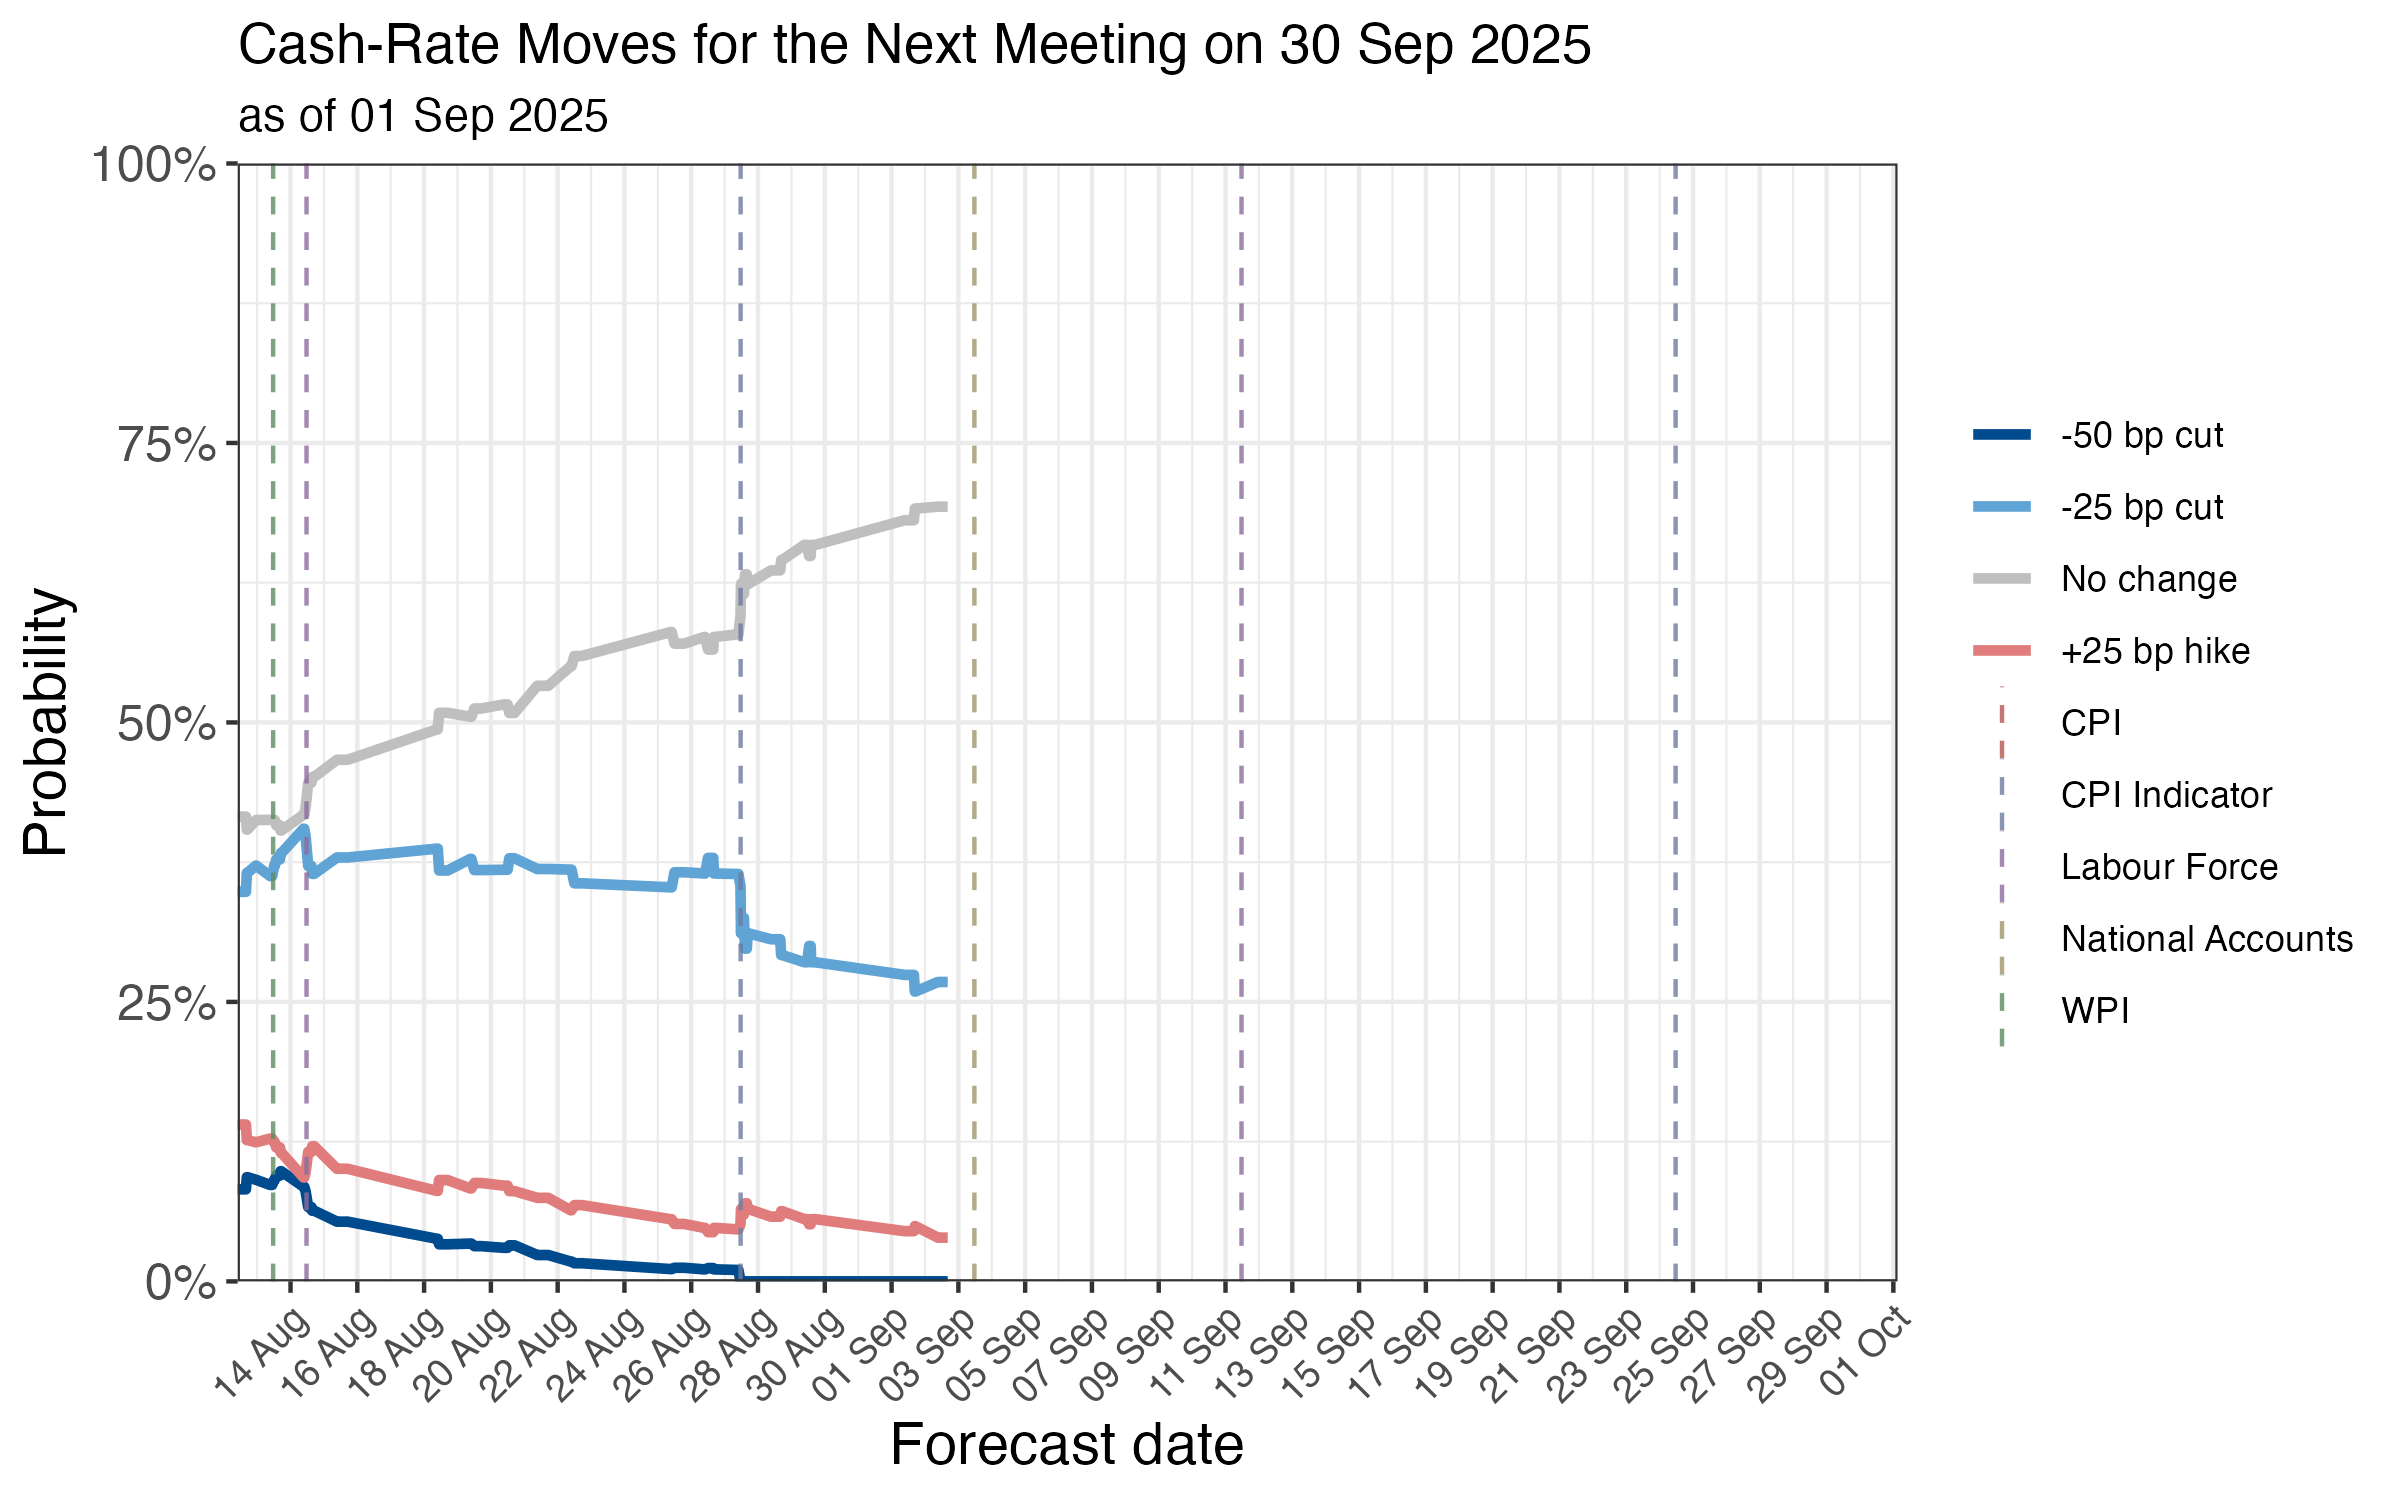 Cash-Rate Moves for the Next Meeting on 30 Sep 2025
as of 01 Sep 2025
100%
75%
50%
25%
0%
Probability
14 Aug
16 Aug
18 Aug
20 Aug
22 Aug
24 Aug
26 Aug
28 Aug
30 Aug
01 Sep
03 Sep
05 Sep
07 Sep
09 Sep
11 Sep
13 Sep
15 Sep
17 Sep
19 Sep
21 Sep
23 Sep
25 Sep
27 Sep
29 Sep
01 Oct
Forecast date
-50 bp cut
-25 bp cut
No change
+25 bp hike
CPI
CPI Indicator
Labour Force
National Accounts
WPI